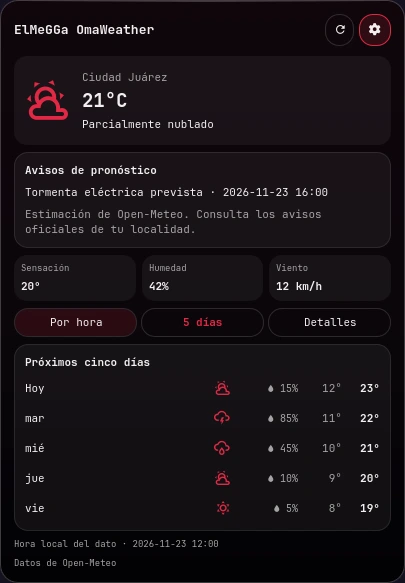 ElMeGGa OmaWeather
Ciudad Juárez
21°C
Parcialmente nublado
Avisos de pronóstico
Tormenta eléctrica prevista · 2026-11-23 16:00
Estimación de Open-Meteo. Consulta los avisos
oficiales de tu localidad.
Sensación Humedad Viento
20° 42% 12 km/h
Por hora 5 días Detalles
Próximos cinco días
Hoy 15% 12° 23°
mar 85% 11° 22°
mié 45% 10° 21°
jue 10% 9° 20°
vie 5% 8° 19°
Hora local del dato · 2026-11-23 12:00
Datos de Open-Meteo